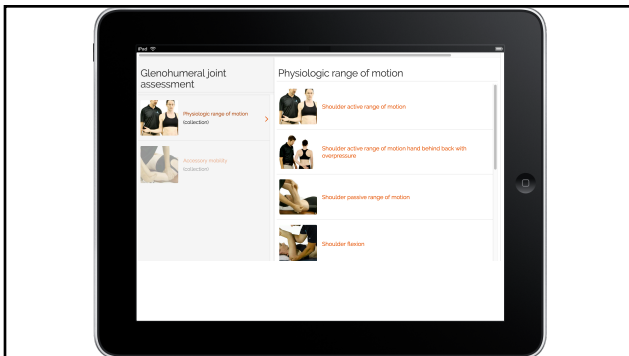 iPad
Glenohumeral joint
assessment
Physiologic range of motion
(collection)
Accessory mobility
(collection)
Physiologic range of motion
Shoulder active range of motion
Shoulder active range of motion hand behind back with
overpressure
Shoulder passive range of motion
Shoulder flexion